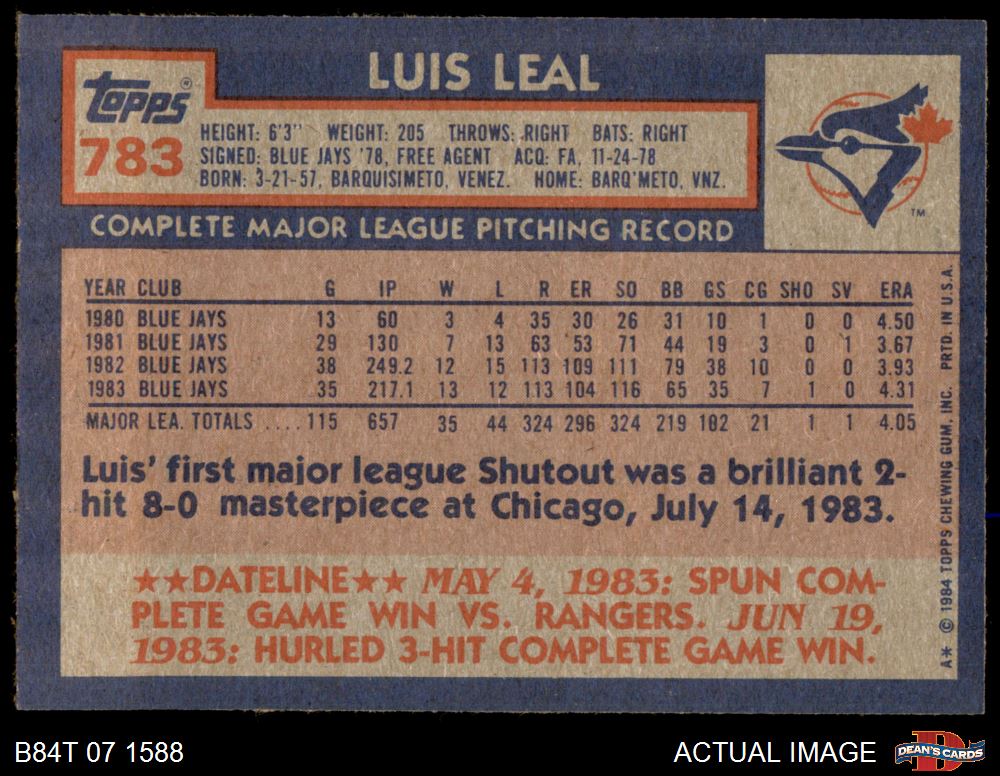 LUIS LEAL
Topps®
783
HEIGHT: 6'3" WEIGHT: 205 THROWS: RIGHT BATS: RIGHT
SIGNED: BLUE JAYS '78, FREE AGENT ACQ: FA, 11-24-78
BORN: 3-21-57, BARQUISIMETO, VENEZ. HOME: BARQ'METO, VNZ.
TM
COMPLETE MAJOR LEAGUE PITCHING RECORD
YEAR CLUB G IP W L R ER SO BB GS CG SHO SV ERA
1980 BLUE JAYS 13 60 3 4 35 30 26 31 10 1 0 0 4.50
1981 BLUE JAYS 29 130 7 13 63 53 71 44 19 3 0 1 3.67
1982 BLUE JAYS 38 249.2 12 15 113 109 111 79 38 10 0 0 3.93
1983 BLUE JAYS 35 217.1 13 12 113 104 116 65 35 7 1 0 4.31
MAJOR LEA. TOTALS ....115 657 35 44 324 296 324 219 102 21 1 1 4.05
Luis' first major league Shutout was a brilliant 2-
hit 8-0 masterpiece at Chicago, July 14, 1983.
★★DATELINE★★ MAY 4, 1983: SPUN COM-
PLETE GAME WIN VS. RANGERS. JUN 19,
1983: HURLED 3-HIT COMPLETE GAME WIN.
A* © 1984 TOPPS CHEWING GUM, INC. PRTD. IN U.S.A.
B84T 07 1588
ACTUAL IMAGE
DEAN'S CARDS